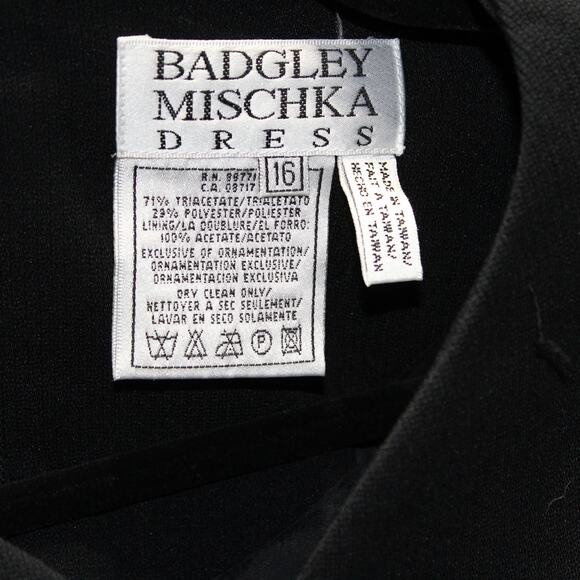 BADGLEY
MISCHKA
DRESS
16
R.N. 96771
C.A. 08717
71% TRIACETATE/TRIACETATO
29% POLYESTER/POLIESTER
LINING/LA DOUBLURE/EL FORRO:
100% ACETATE/ACETATO
EXCLUSIVE OF ORNAMENTATION/
ORNAMENTATION EXCLUSIVE/
ORNAMENTACION EXCLUSIVA
DRY CLEAN ONLY/
NETTOYER A SEC SEULEMENT/
LAVAR EN SECO SOLAMENTE
P
MADE IN TAIWAN/
FAIT A TAIWAN/
HECHO EN TAIWAN